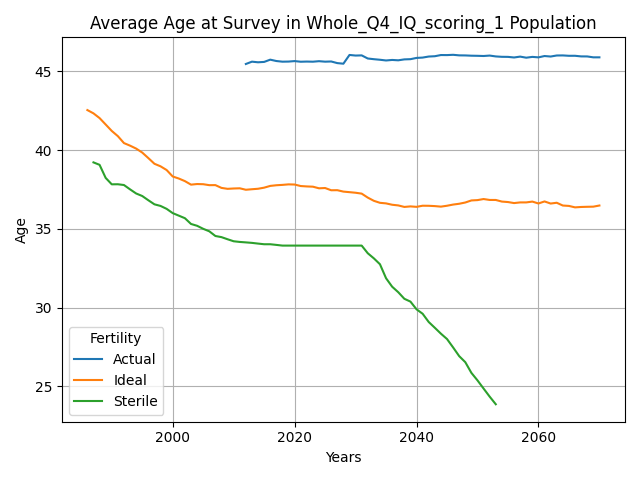 Average Age at Survey in Whole_Q4_IQ_scoring_1 Population
Age
45
40
35
30
25
Fertility
Actual
Ideal
Sterile
2000 2020 2040 2060
Years